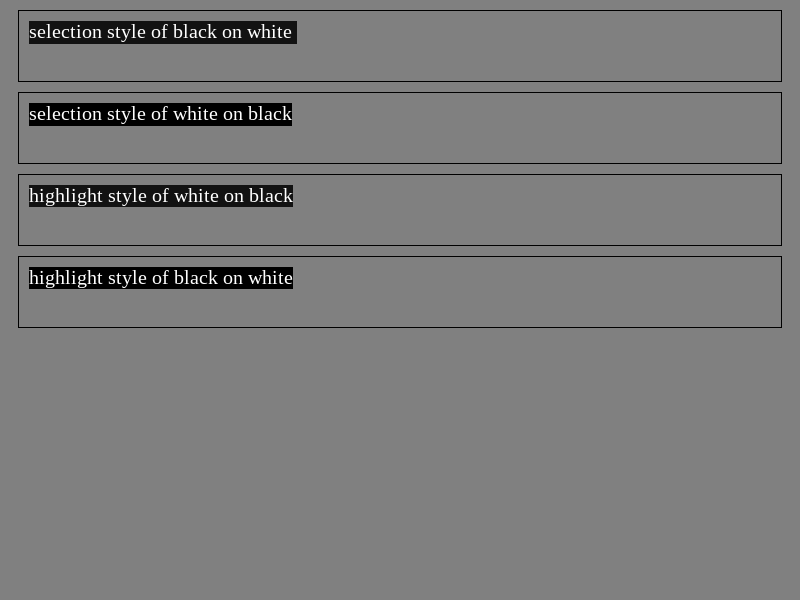 selection style of black on white
selection style of white on black
highlight style of white on black
highlight style of black on white